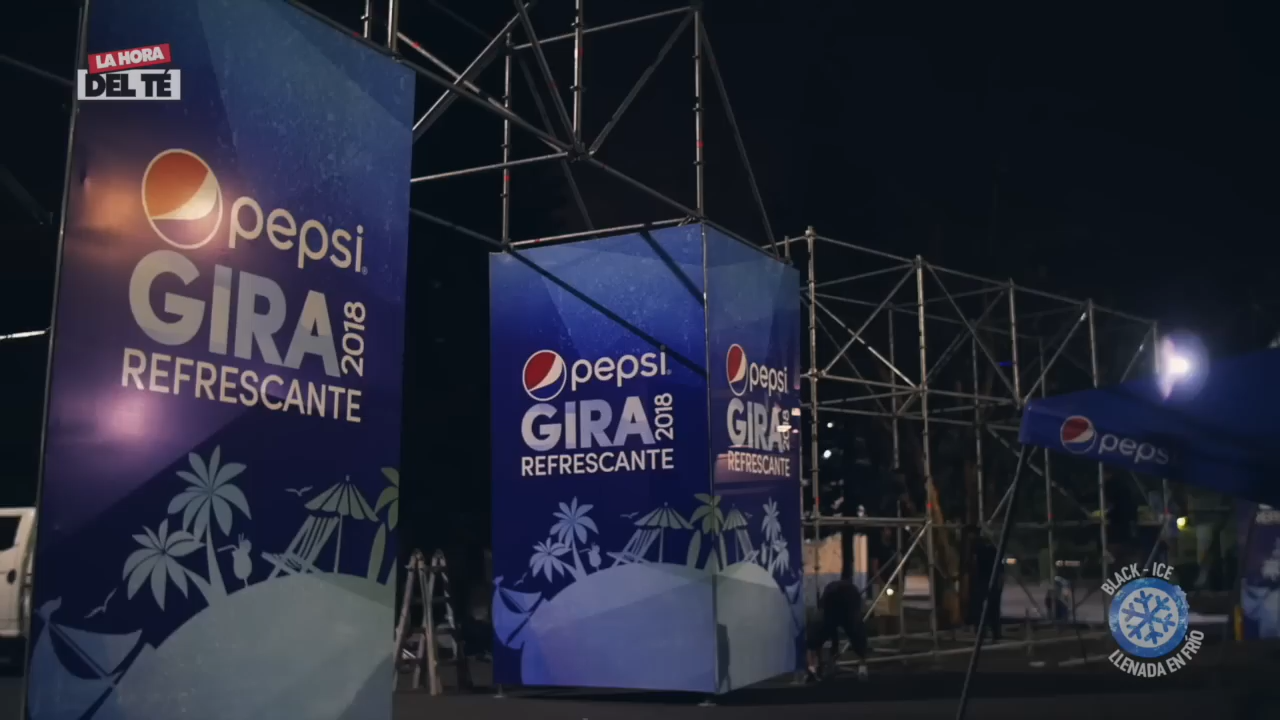 LA HORA
DEL TÉ
pepsi
GIRA 2018
REFRESCANTE
pepsi
GIRA 2018
REFRESCANTE
pepsi
GIRA 2018
REFRESCANTE
pepsi
BLACK-ICE
LLENADA EN FRÍO